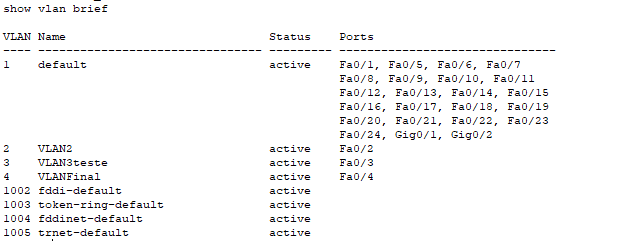 show vlan brief
VLAN Name                             Status    Ports
---- -------------------------------- --------- -------------------------------
1    default                          active    Fa0/1, Fa0/5, Fa0/6, Fa0/7
                                                Fa0/8, Fa0/9, Fa0/10, Fa0/11
                                                Fa0/12, Fa0/13, Fa0/14, Fa0/15
                                                Fa0/16, Fa0/17, Fa0/18, Fa0/19
                                                Fa0/20, Fa0/21, Fa0/22, Fa0/23
                                                Fa0/24, Gig0/1, Gig0/2
2    VLAN2                            active    Fa0/2
3    VLAN3teste                       active    Fa0/3
4    VLANFinal                        active    Fa0/4
1002 fddi-default                     active
1003 token-ring-default               active
1004 fddinet-default                  active
1005 trnet-default                    active